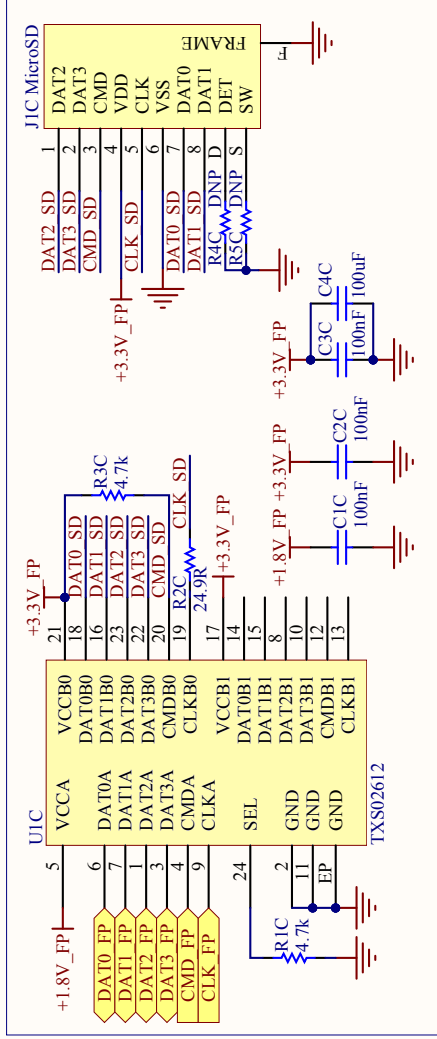 U1C
+1.8V_FP
5
VCCA
DAT0_FP
6
DAT0A
DAT1_FP
7
DAT1A
DAT2_FP
1
DAT2A
DAT3_FP
3
DAT3A
CMD_FP
4
CMDA
CLK_FP
9
CLKA
24
SEL
R1C
4.7k
2
GND
11
GND
EP
GND
TXS02612
+3.3V_FP
VCCB0
21
DAT0B0
18
DAT0_SD
DAT1B0
16
DAT1_SD
DAT2B0
23
DAT2_SD
DAT3B0
22
DAT3_SD
CMDB0
20
CMD_SD
CLKB0
19
R2C
24.9R
CLK_SD
R3C
4.7k
VCCB1
17
+3.3V_FP
DAT0B1
14
DAT1B1
15
DAT2B1
8
DAT3B1
10
CMDB1
12
CLKB1
13
+1.8V_FP
C1C
100nF
+3.3V_FP
C2C
100nF
+3.3V_FP
C3C
100nF
C4C
100uF
J1C MicroSD
DAT2_SD
1
DAT2
DAT3_SD
2
DAT3
CMD_SD
3
CMD
+3.3V_FP
4
VDD
CLK_SD
5
CLK
6
VSS
DAT0_SD
7
DAT0
DAT1_SD
8
DAT1
R4C
DNP
D
DET
R5C
DNP
S
SW
FRAME
F